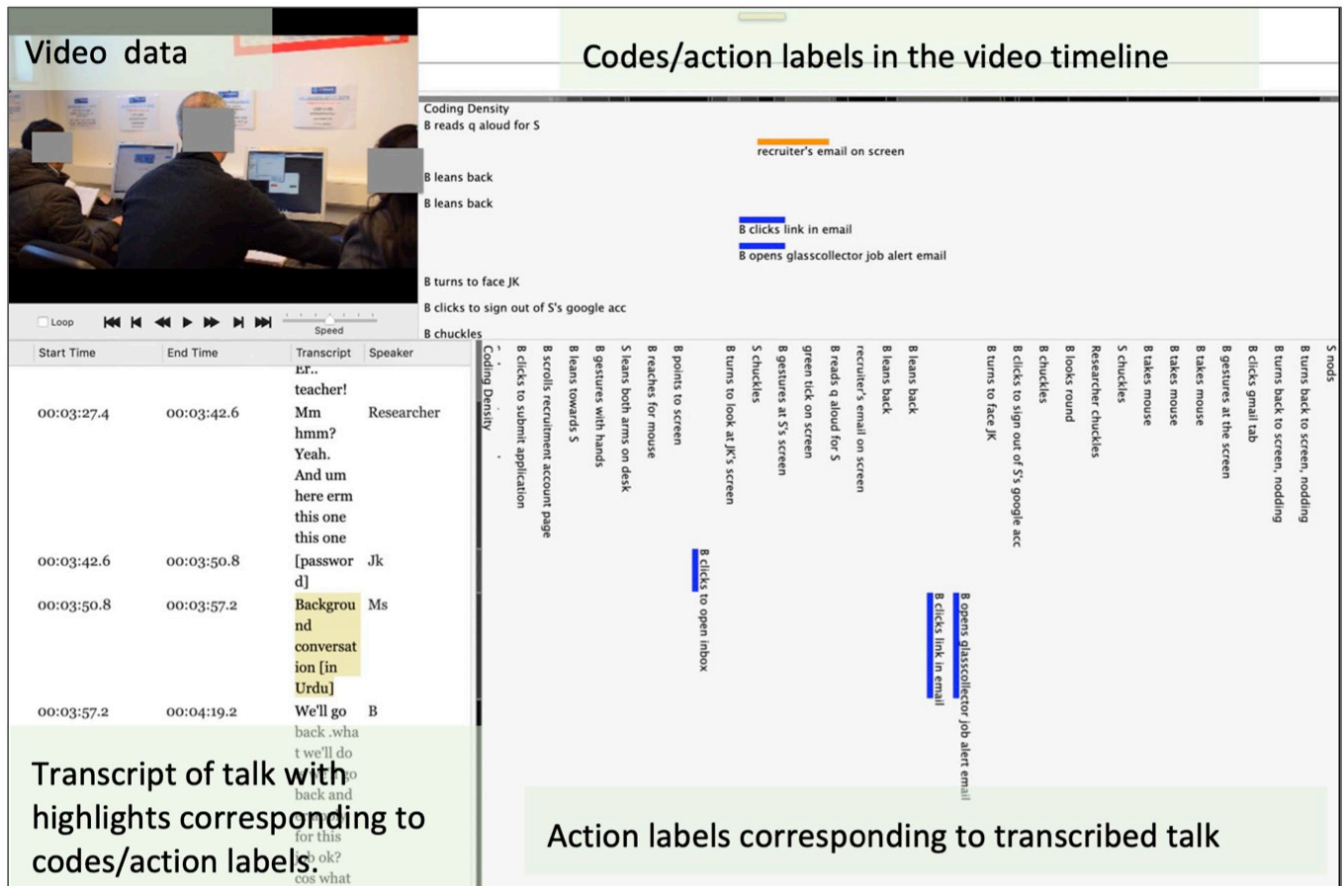 Video data
Codes/action labels in the video timeline
Coding Density
B reads q aloud for S
recruiter's email on screen
B leans back
B leans back
B clicks link in email
B opens glasscollector job alert email
B turns to face JK
B clicks to sign out of S's google acc
B chuckles
Loop
Speed
Start Time End Time Transcript Speaker
Er..
teacher!
00:03:27.4 00:03:42.6 Mm Researcher
hmm?
Yeah.
And um
here erm
this one
this one
00:03:42.6 00:03:50.8 [passwor Jk
d]
00:03:50.8 00:03:57.2 Backgrou Ms
nd
conversat
ion [in
Urdu]
00:03:57.2 00:04:19.2 We'll go B
back .wha
t we'll do
back and
for this
ok?
cos what
Transcript of talk with
highlights corresponding to
codes/action labels.
Coding Density
B clicks to submit application
B scrolls recruitment account page
B leans towards S
B gestures with hands
S leans both arms on desk
B reaches for mouse
B points to screen
B clicks to open inbox
B turns to look at JK's screen
S chuckles
B gestures at S's screen
green tick on screen
B reads q aloud for S
recruiter's email on screen
B leans back
B leans back
B clicks link in email
B opens glasscollector job alert email
B turns to face JK
B clicks to sign out of S's google acc
B chuckles
B looks round
Researcher chuckles
S chuckles
B takes mouse
B takes mouse
B takes mouse
B gestures at the screen
B clicks gmail tab
B turns back to screen, nodding
B turns back to screen, nodding
S nods
Action labels corresponding to transcribed talk